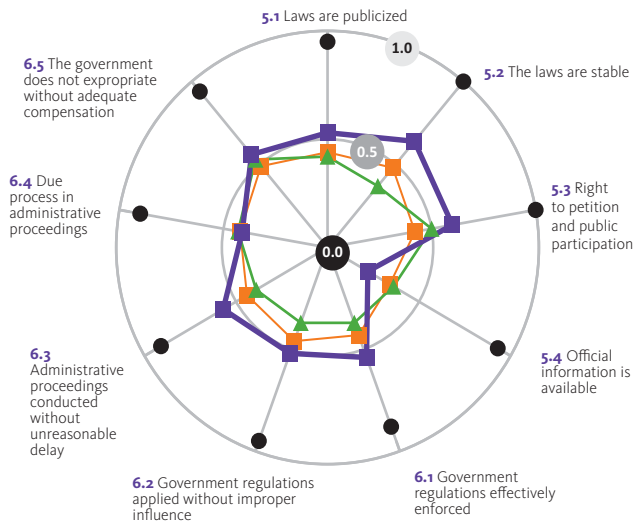 5.1 Laws are publicized
1.0
6.5 The government
does not expropriate
without adequate
compensation
5.2 The laws are stable
0.5
6.4 Due
process in
administrative
proceedings
5.3 Right
to petition
and public
participation
0.0
6.3
Administrative
proceedings
conducted
without
unreasonable
delay
5.4 Official
information is
available
6.2 Government regulations
applied without improper
influence
6.1 Government
regulations effectively
enforced